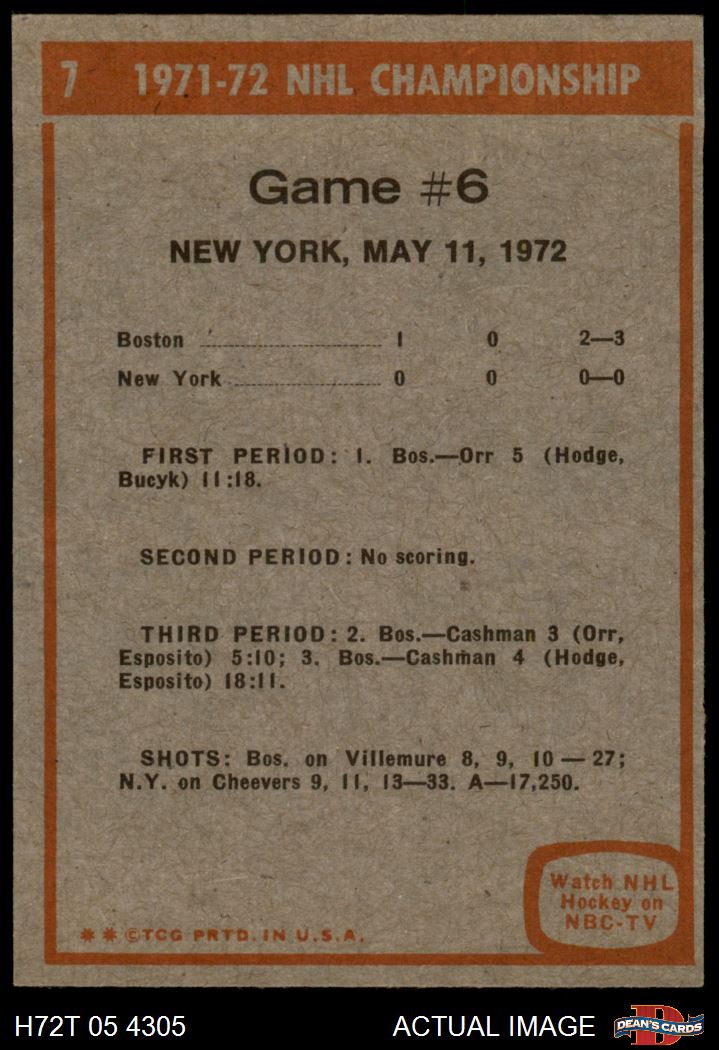 7 1971-72 NHL CHAMPIONSHIP
Game #6
NEW YORK, MAY 11, 1972
Boston 1 0 2—3
New York 0 0 0—0
FIRST PERIOD: 1. Bos.—Orr 5 (Hodge,
Bucyk) 11:18.
SECOND PERIOD: No scoring.
THIRD PERIOD: 2. Bos.—Cashman 3 (Orr,
Esposito) 5:10; 3. Bos.—Cashman 4 (Hodge,
Esposito) 18:11.
SHOTS: Bos. on Villemure 8, 9, 10—27;
N.Y. on Cheevers 9, 11, 13—33. A—17,250.
Watch NHL
Hockey on
NBC-TV
* * ©TCG PRTD. IN U.S.A.
H72T 05 4305 ACTUAL IMAGE D DEAN'S CARDS